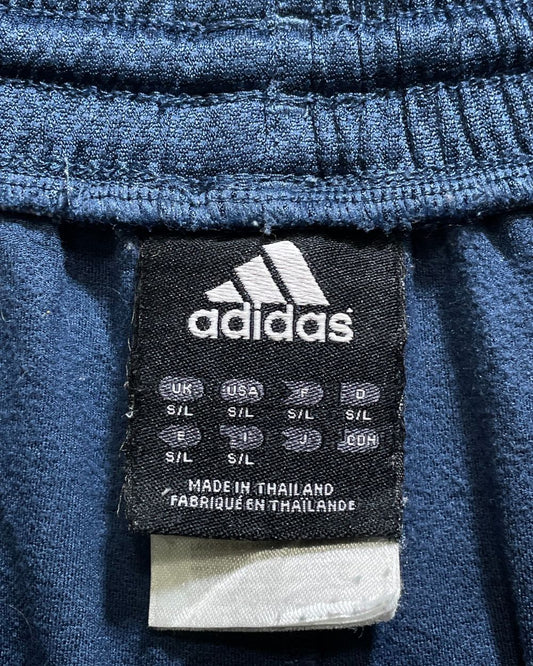 adidas
UK USA F D
S/L S/L S/L S/L
E I J CDN
S/L S/L
MADE IN THAILAND
FABRIQUÉ EN THAÏLANDE